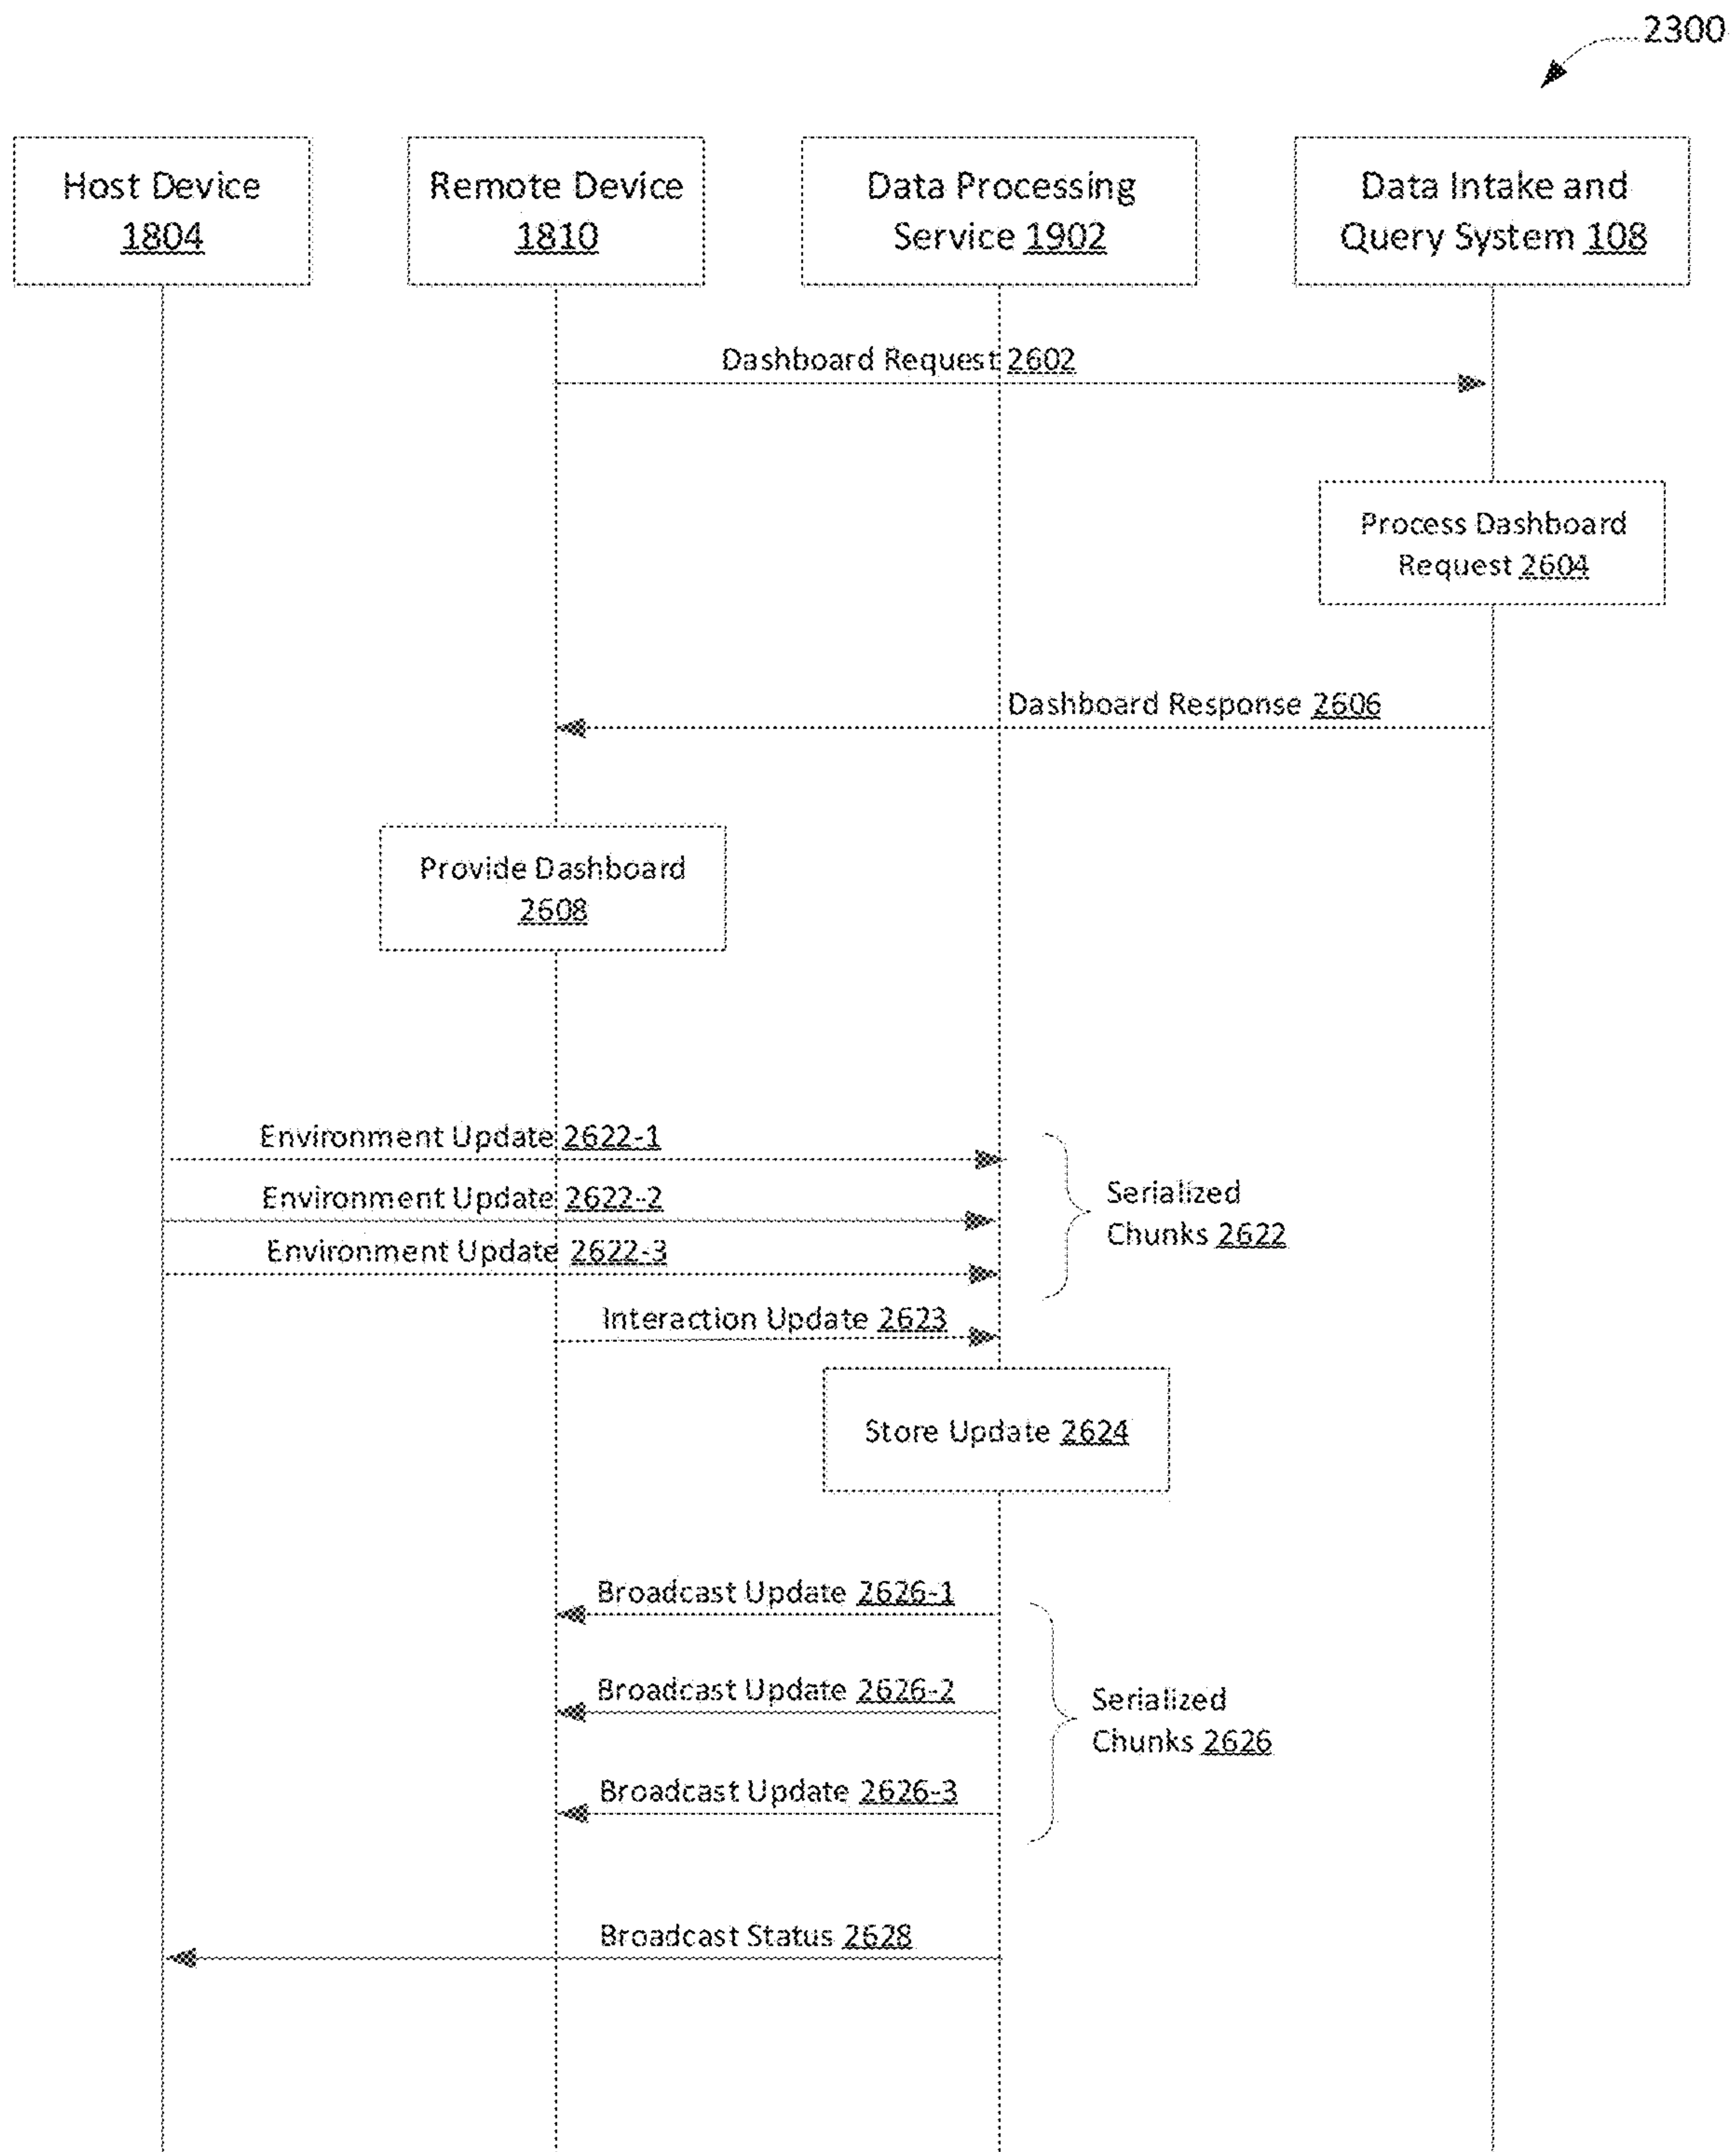 2300
Host Device
1804
Remote Device
1810
Data Processing
Service 1902
Data Intake and
Query System 108
Dashboard Request 2602
Process Dashboard
Request 2604
Dashboard Response 2606
Provide Dashboard
2608
Environment Update 2622-1
Environment Update 2622-2
Environment Update 2622-3
Serialized
Chunks 2622
Interaction Update 2623
Store Update 2624
Broadcast Update 2626-1
Broadcast Update 2626-2
Broadcast Update 2626-3
Serialized
Chunks 2626
Broadcast Status 2628